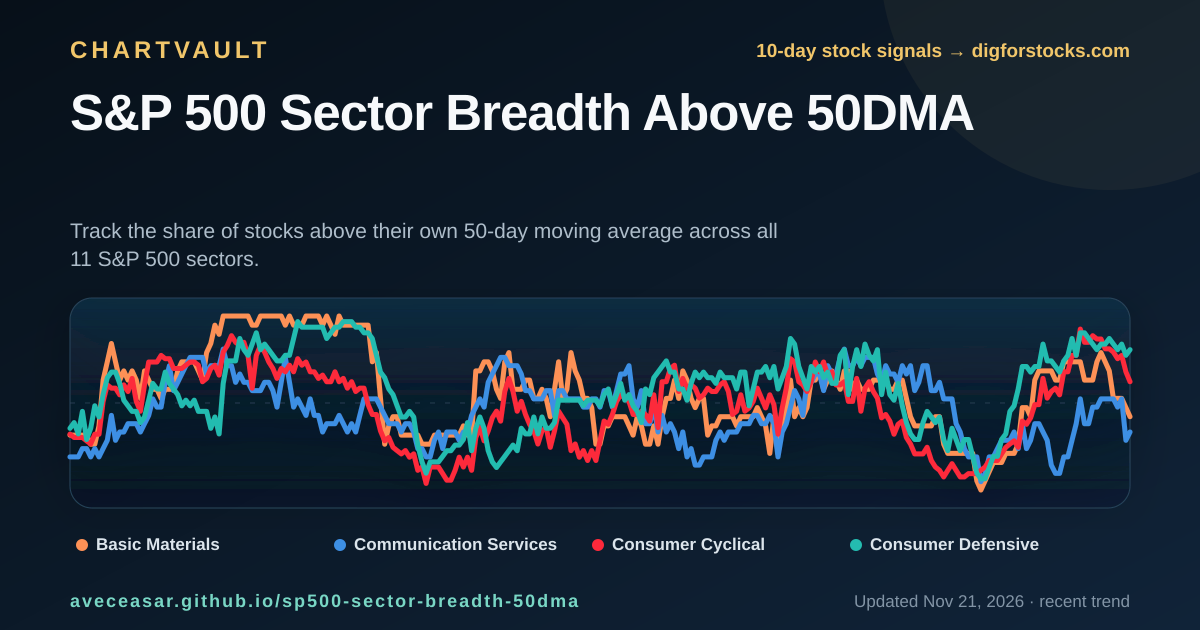 CHARTVAULT
10-day stock signals → digforstocks.com
S&P 500 Sector Breadth Above 50DMA
Track the share of stocks above their own 50-day moving average across all
11 S&P 500 sectors.
Basic Materials
Communication Services
Consumer Cyclical
Consumer Defensive
aveceasar.github.io/sp500-sector-breadth-50dma
Updated Nov 21, 2026 · recent trend